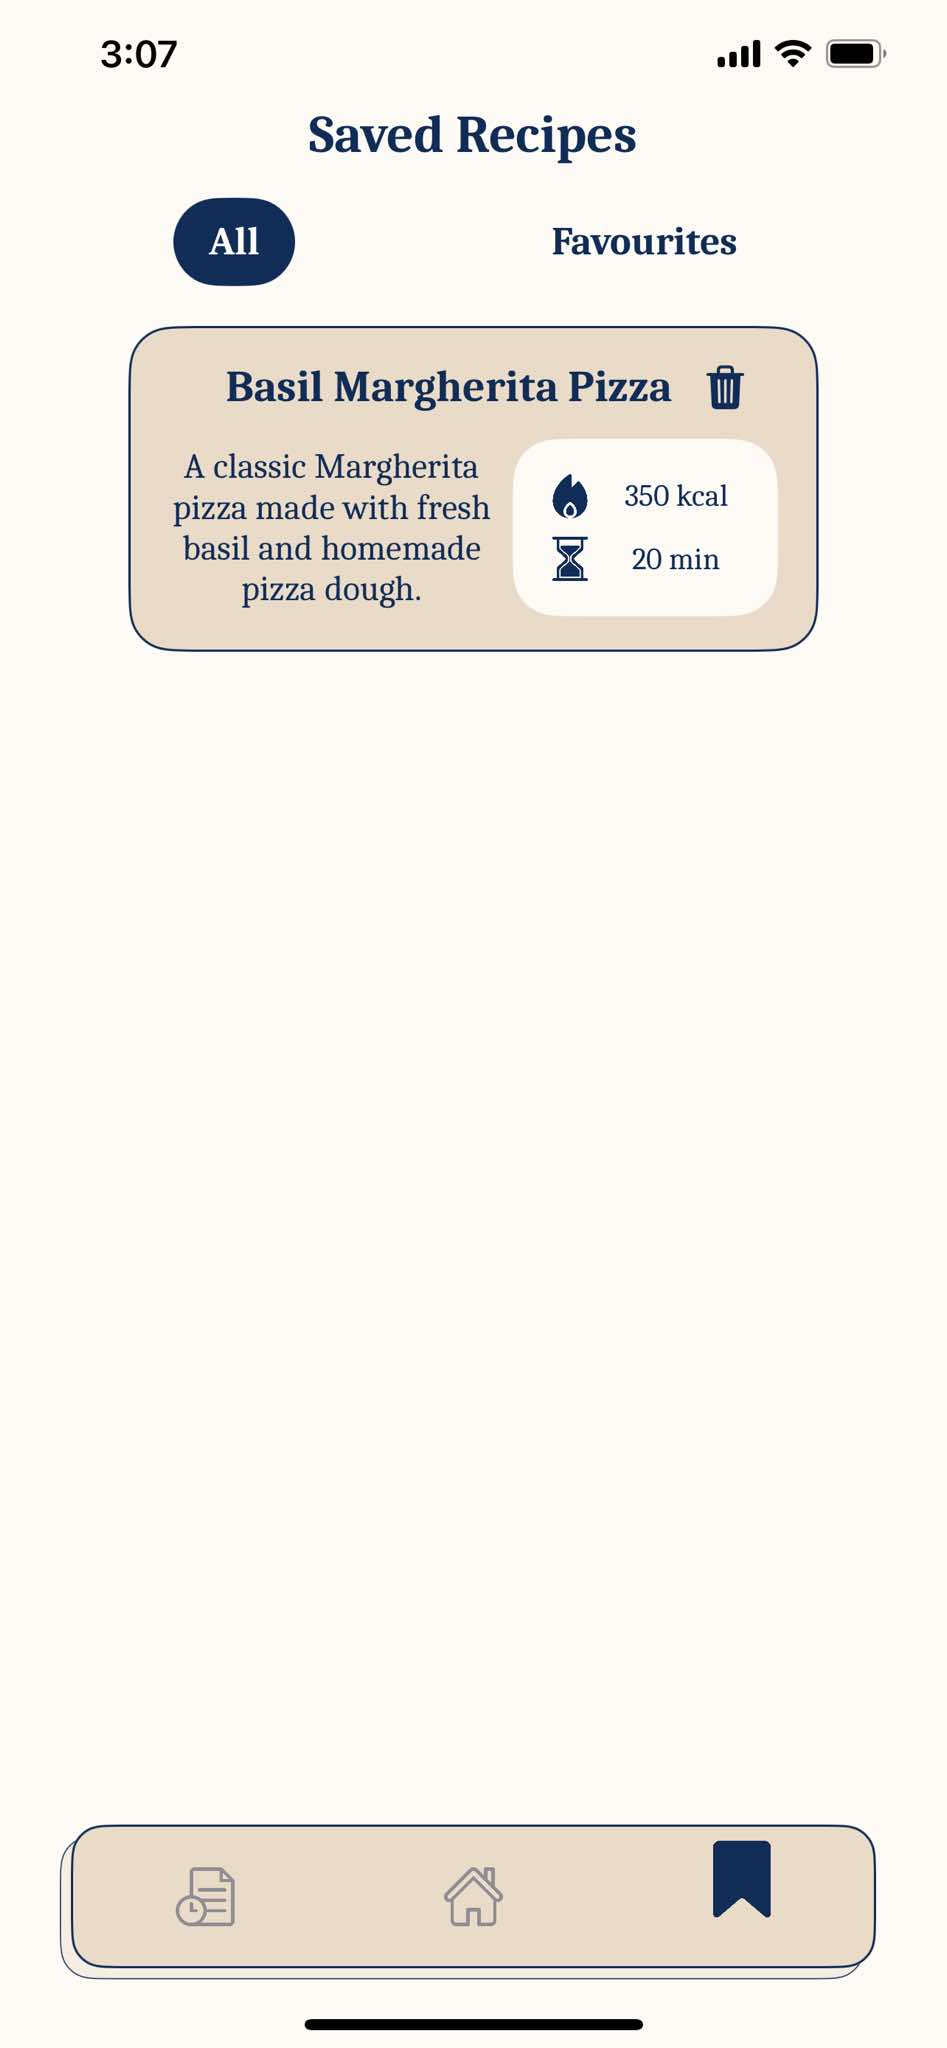 3:07
Saved Recipes
All
Favourites
Basil Margherita Pizza
A classic Margherita
pizza made with fresh
basil and homemade
pizza dough.
350 kcal
20 min